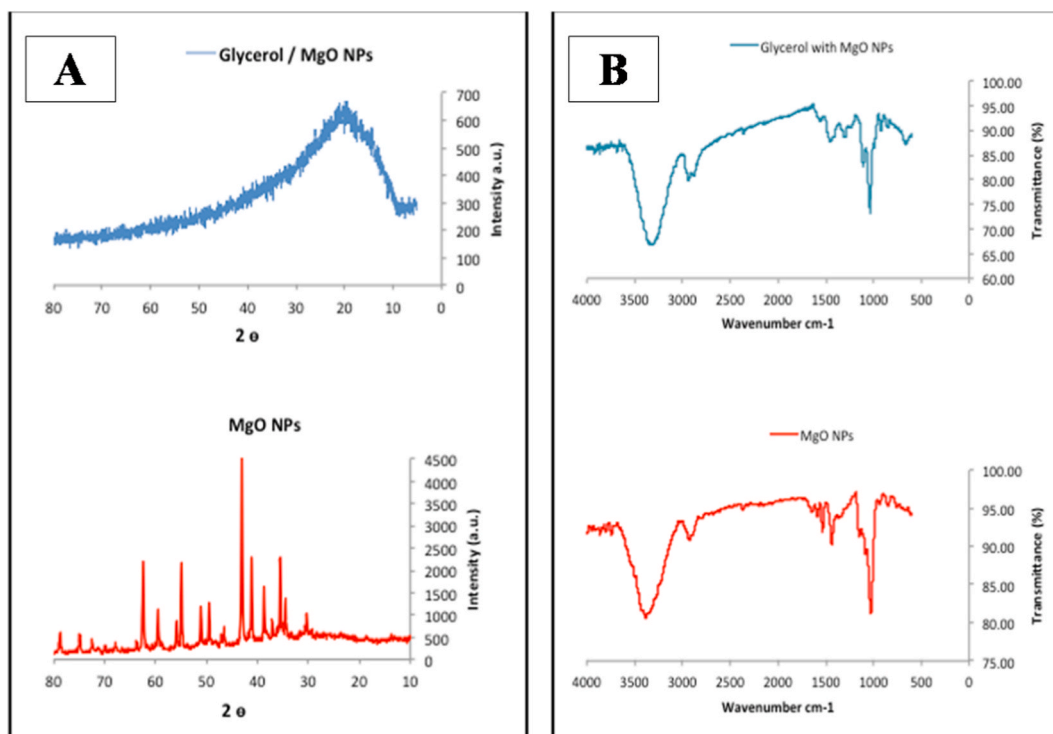 A
Glycerol / MgO NPs
700
600
500
400
300
200
100
0
Intensity a.u.)
80 70 60 50 40 30 20 10 0
2 ɵ
MgO NPs
4500
4000
3500
3000
2500
2000
1500
1000
500
0
Intensity (a.u.)
80 70 60 50 40 30 20 10
2 ɵ
B
Glycerol with MgO NPs
100.00
95.00
90.00
85.00
80.00
75.00
70.00
65.00
60.00
Transmittance (%)
4000 3500 3000 2500 2000 1500 1000 500 0
Wavenumber cm-1
MgO NPs
100.00
95.00
90.00
85.00
80.00
75.00
Transmittance (%)
4000 3500 3000 2500 2000 1500 1000 500 0
Wavenumber cm-1